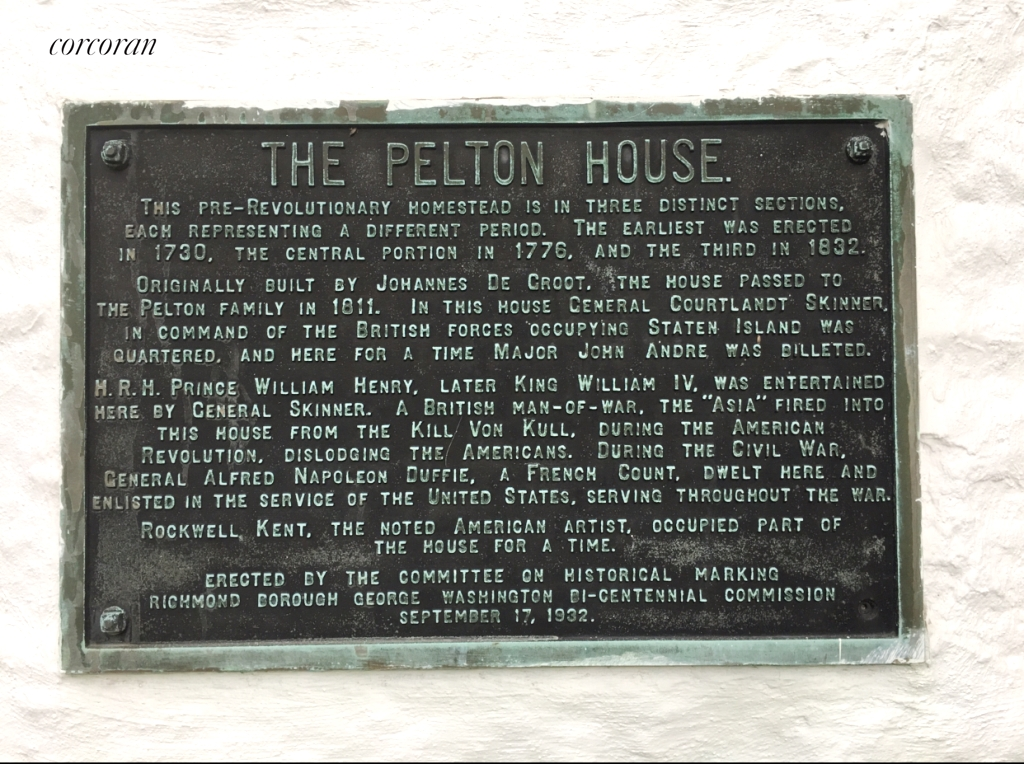 corcoran
THE PELTON HOUSE.
THIS PRE-REVOLUTIONARY HOMESTEAD IS IN THREE DISTINCT SECTIONS,
EACH REPRESENTING A DIFFERENT PERIOD. THE EARLIEST WAS ERECTED
IN 1730, THE CENTRAL PORTION IN 1776, AND THE THIRD IN 1832.
ORIGINALLY BUILT BY JOHANNES DE GROOT, THE HOUSE PASSED TO
THE PELTON FAMILY IN 1811. IN THIS HOUSE GENERAL COURTLANDT SKINNER,
IN COMMAND OF THE BRITISH FORCES OCCUPYING STATEN ISLAND WAS
QUARTERED, AND HERE FOR A TIME MAJOR JOHN ANDRE WAS BILLETED.
H.R.H. PRINCE WILLIAM HENRY, LATER KING WILLIAM IV, WAS ENTERTAINED
HERE BY GENERAL SKINNER. A BRITISH MAN-OF-WAR, THE "ASIA" FIRED INTO
THIS HOUSE FROM THE KILL VON KULL, DURING THE AMERICAN
REVOLUTION, DISLODGING THE AMERICANS. DURING THE CIVIL WAR,
GENERAL ALFRED NAPOLEON DUFFIE, A FRENCH COUNT, DWELT HERE AND
ENLISTED IN THE SERVICE OF THE UNITED STATES, SERVING THROUGHOUT THE WAR.
ROCKWELL KENT, THE NOTED AMERICAN ARTIST, OCCUPIED PART OF
THE HOUSE FOR A TIME.
ERECTED BY THE COMMITTEE ON HISTORICAL MARKING
RICHMOND BOROUGH GEORGE WASHINGTON BI-CENTENNIAL COMMISSION
SEPTEMBER 17, 1932.